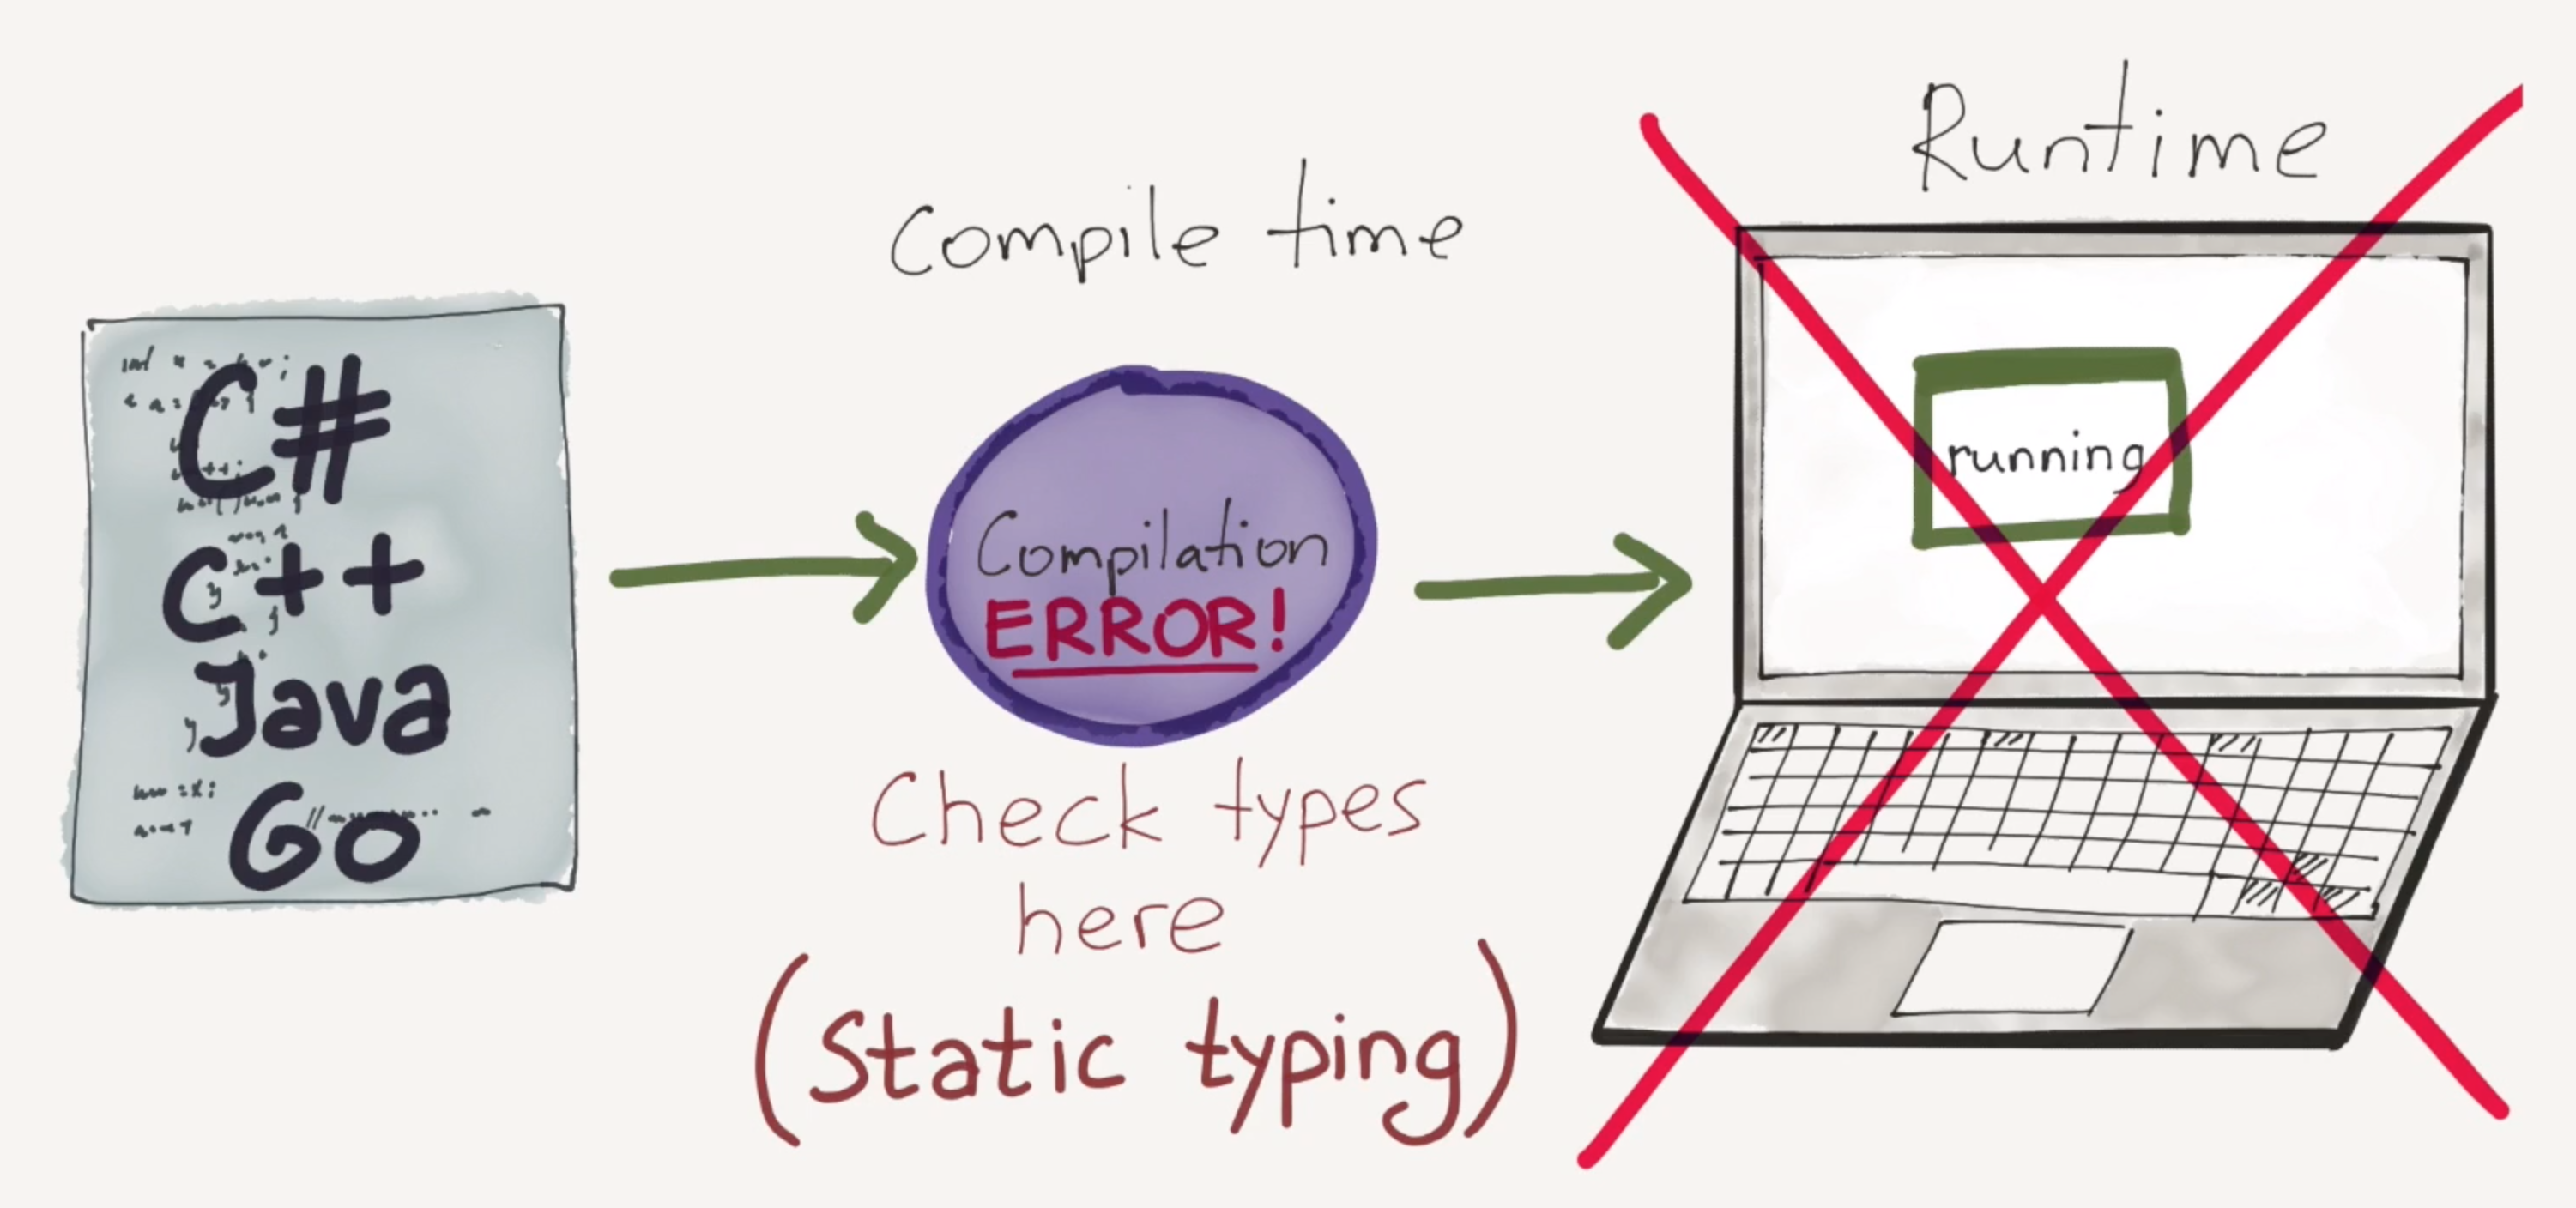 C#
C++
Java
Go
Compile time
Compilation
ERROR!
Check types
here
(Static typing)
Runtime
running